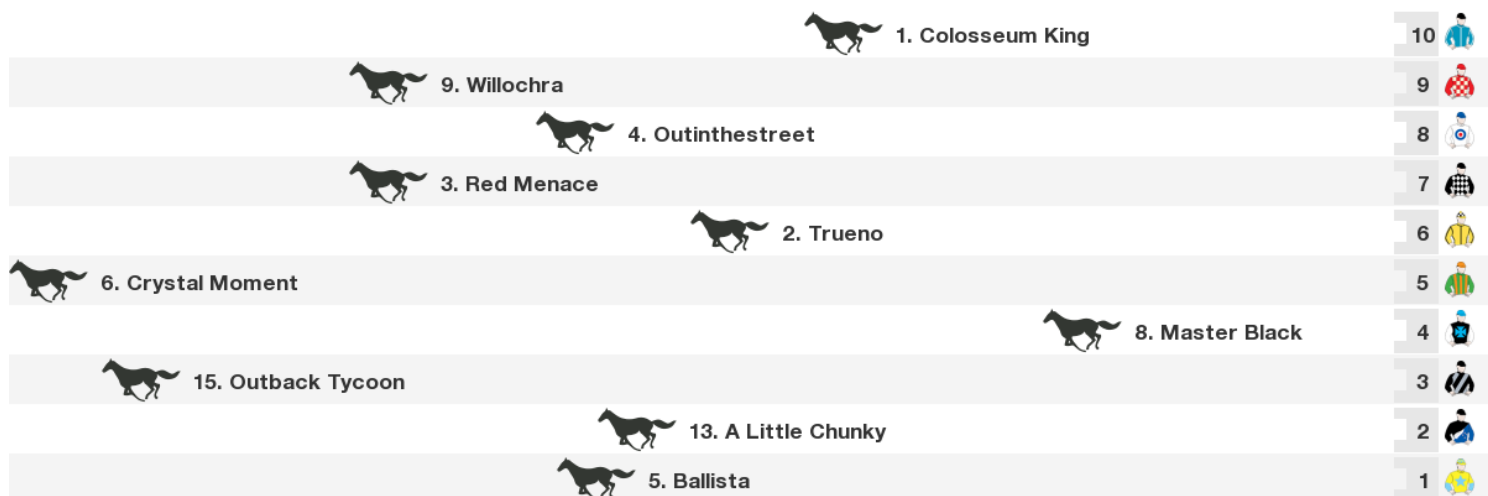 1. Colosseum King 10
9. Willochra 9
4. Outinthestreet 8
3. Red Menace 7
2. Trueno 6
6. Crystal Moment 5
8. Master Black 4
15. Outback Tycoon 3
13. A Little Chunky 2
5. Ballista 1